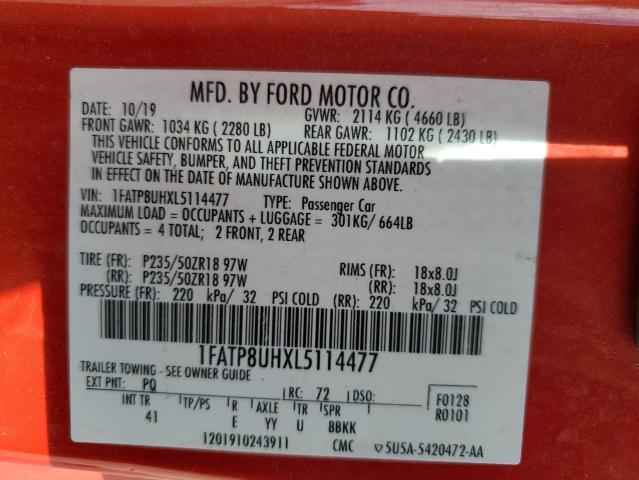 MFD. BY FORD MOTOR CO.
DATE: 10/19 GVWR: 2114 KG ( 4660 LB)
FRONT GAWR: 1034 KG ( 2280 LB) REAR GAWR: 1102 KG ( 2430 LB)
THIS VEHICLE CONFORMS TO ALL APPLICABLE FEDERAL MOTOR
VEHICLE SAFETY, BUMPER, AND THEFT PREVENTION STANDARDS
IN EFFECT ON THE DATE OF MANUFACTURE SHOWN ABOVE.
VIN: 1FATP8UHXL5114477 TYPE: Passenger Car
MAXIMUM LOAD = OCCUPANTS + LUGGAGE = 301KG/ 664LB
OCCUPANTS = 4 TOTAL; 2 FRONT, 2 REAR
TIRE (FR): P235/50ZR18 97W RIMS (FR): 18x8.0J
(RR): P235/50ZR18 97W (RR): 18x8.0J
PRESSURE (FR): 220 kPa/ 32 PSI COLD (RR): 220 kPa/ 32 PSI COLD
1FATP8UHXL5114477
TRAILER TOWING - SEE OWNER GUIDE
EXT PNT: PQ RC: 72 DSO: F0128
INT TR TP/PS R AXLE TR SPR R0101
41 E YY U BBKK
1201910243911 CMC ▽5U5A-5420472-AA